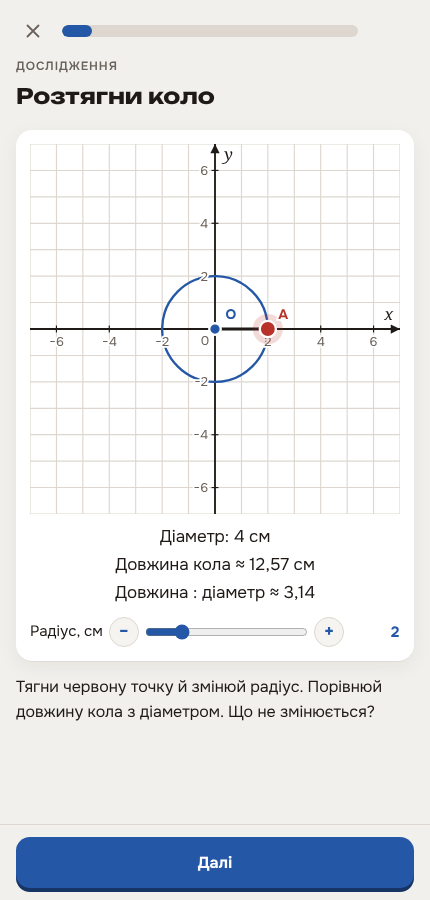 ДОСЛІДЖЕННЯ
Розтягни коло
y
6
4
2
O
A
x
-6
-4
-2
0
2
4
6
-2
-4
-6
Діаметр: 4 см
Довжина кола ≈ 12,57 см
Довжина : діаметр ≈ 3,14
Радіус, см − + 2
Тягни червону точку й змінюй радіус. Порівнюй
довжину кола з діаметром. Що не змінюється?
Далі